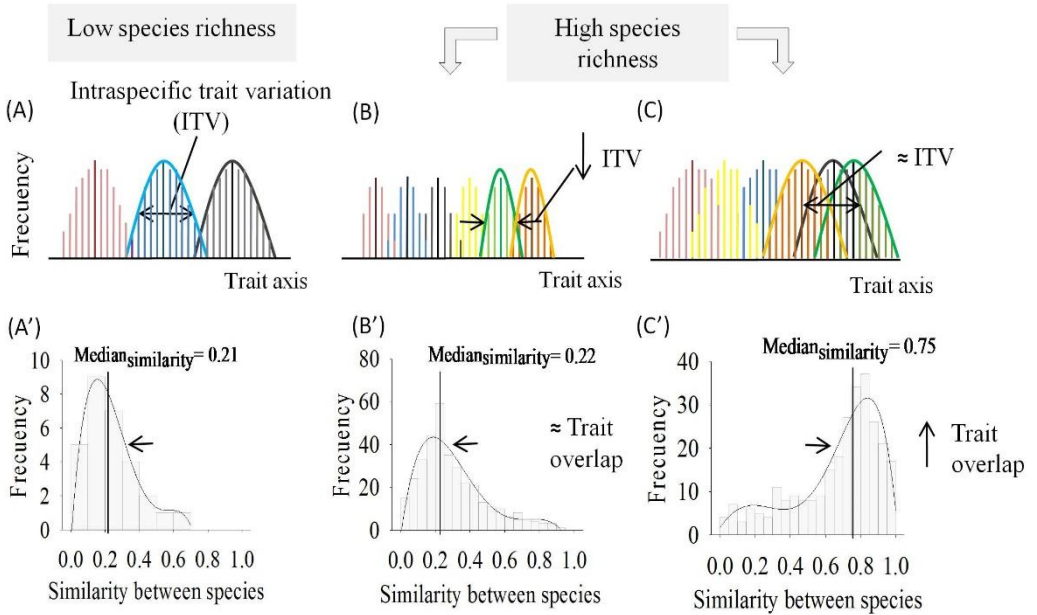 Low species richness
High species
richness
Intraspecific trait variation
(ITV)
(A)
(B)
(C)
ITV
≈ ITV
Frecuency
Trait axis
Trait axis
Trait axis
(A’)
(B’)
(C’)
Mediansimilarity= 0.21
Mediansimilarity= 0.22
Mediansimilarity= 0.75
Frecuency
10
8
6
4
2
0
0.0 0.2 0.4 0.6 0.8 1.0
Similarity between species
Frecuency
80
60
40
20
0
0.0 0.2 0.4 0.6 0.8 1.0
Similarity between species
≈ Trait
overlap
Frecuency
40
30
20
10
0
0.0 0.2 0.4 0.6 0.8 1.0
Similarity between species
Trait
overlap